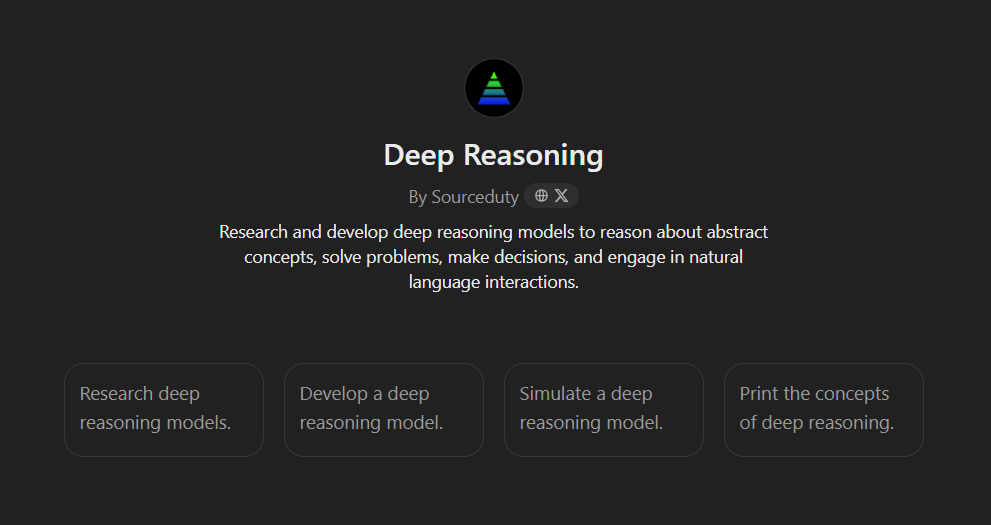 Deep Reasoning
By Sourceduty
Research and develop deep reasoning models to reason about abstract
concepts, solve problems, make decisions, and engage in natural
language interactions.
Research deep
reasoning models.
Develop a deep
reasoning model.
Simulate a deep
reasoning model.
Print the concepts
of deep reasoning.